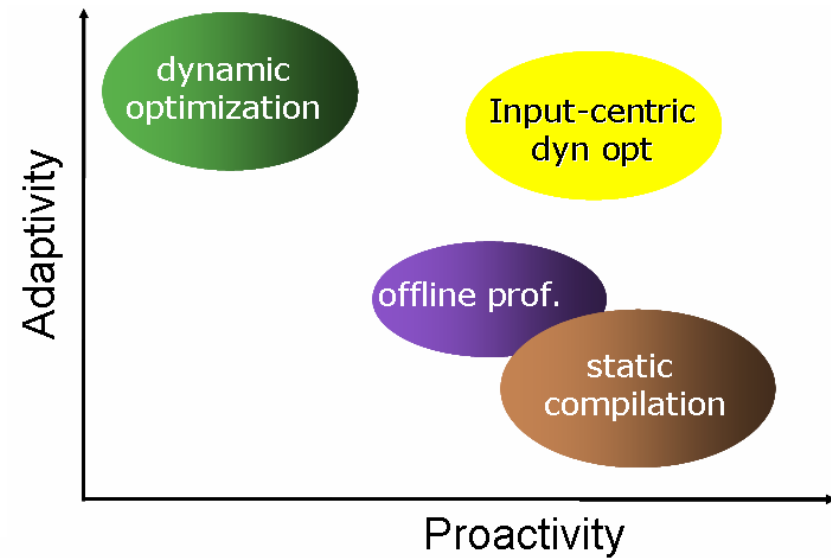 dynamic
optimization
Input-centric
dyn opt
offline prof.
static
compilation
Adaptivity
Proactivity